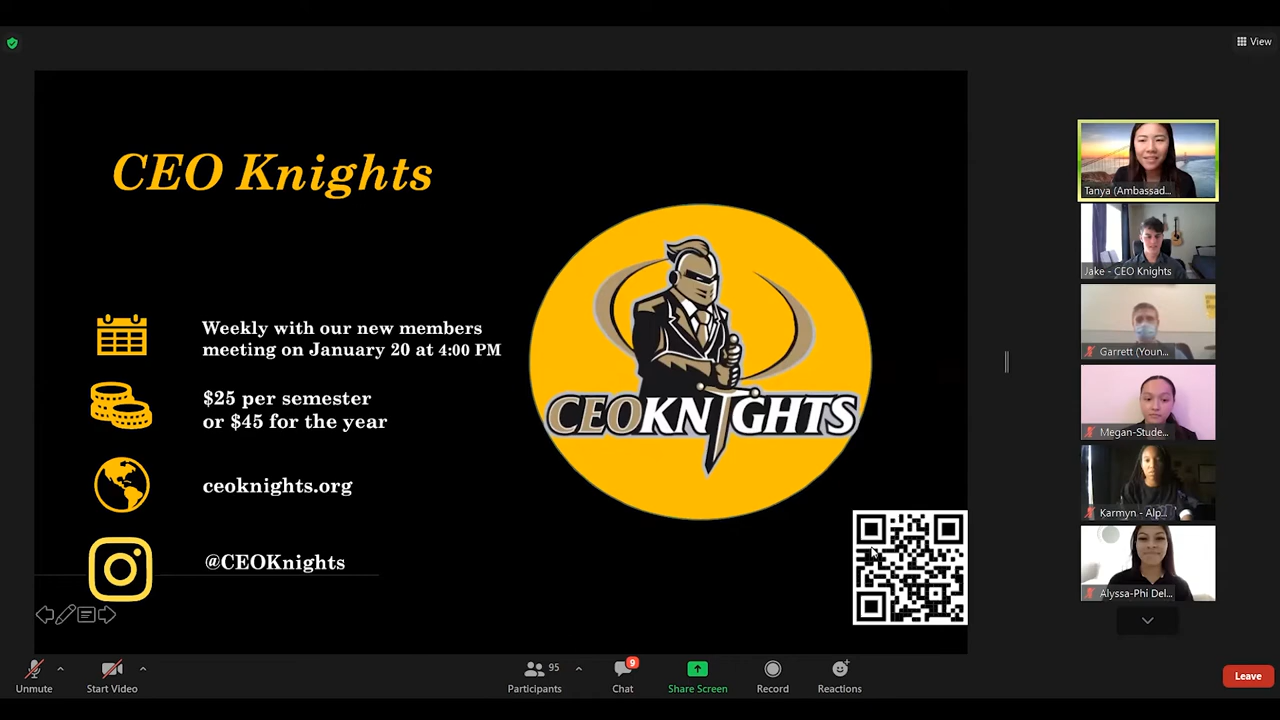 View
CEO Knights
Weekly with our new members
meeting on January 20 at 4:00 PM
$25 per semester
or $45 for the year
ceoknights.org
@CEOKnights
CEOKNIGHTS
Tanya (Ambassad...
Jake - CEO Knights
Garrett (Youn...
Megan-Stude...
Karmyn - Alp...
Alyssa-Phi Del...
Unmute
Start Video
95
Participants
9
Chat
Share Screen
Record
Reactions
Leave